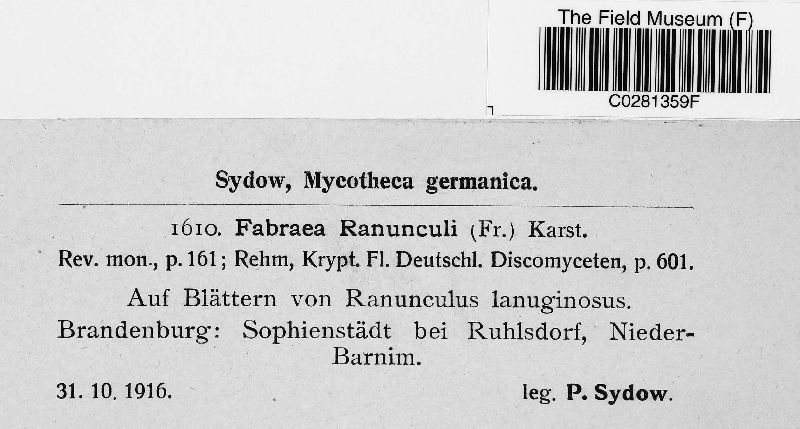 The Field Museum (F)
C0281359F
Sydow, Mycotheca germanica.
1610. Fabraea Ranunculi (Fr.) Karst.
Rev. mon., p. 161; Rehm, Krypt. Fl. Deutschl. Discomyceten, p. 601.
Auf Blättern von Ranunculus lanuginosus.
Brandenburg: Sophienstädt bei Ruhlsdorf, Nieder-
Barnim.
31. 10. 1916. leg. P. Sydow.